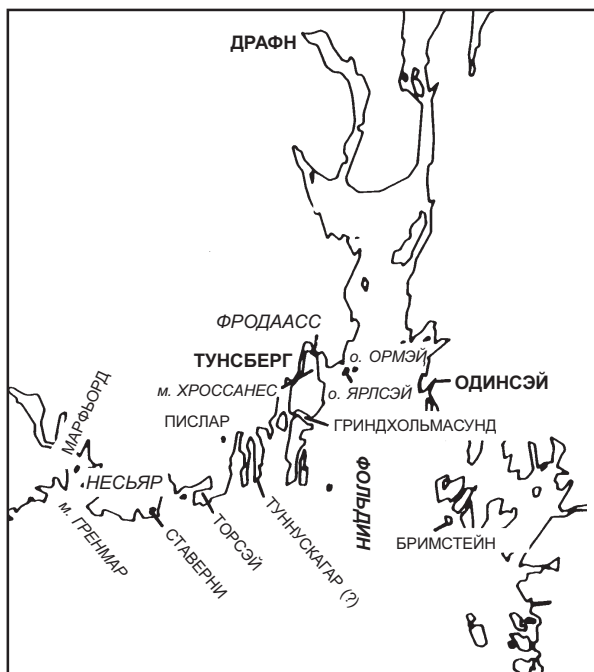 ДРАФН
ФРОДААСС
ТУНСБЕРГ
о. ОРМЭЙ
м. ХРОССАНЕС
о. ЯРЛСЭЙ
ОДИНСЭЙ
ПИСЛАР
ГРИНДХОЛЬМАСУНД
МАРФЬОРД
НЕСЬЯР
ФОЛЬДИН
м. ГРЕНМАР
СТАВЕРНИ
ТОРСЭЙ
ТУННУСКАГАР (?)
БРИМСТЕЙН